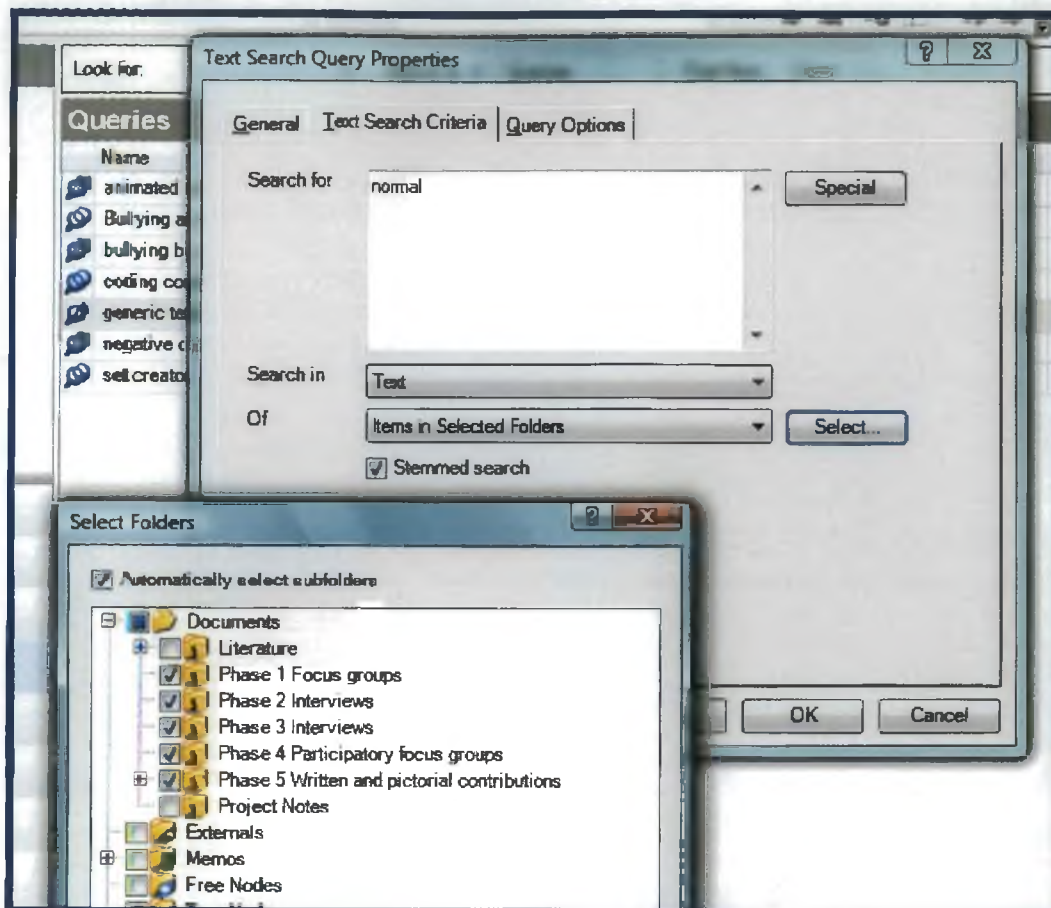 Look for:
Text Search Query Properties
Queries
Name
animated
Bullying a
bullying b
coding co
generic te
negative c
General Text Search Criteria Query Options
Search for normal Special
Search in Text
Of Items in Selected Folders Select...
Stemmed search
OK Cancel
Select Folders
Automatically select subfolders
Documents
Literature
Phase 1 Focus groups
Phase 2 Interviews
Phase 3 Interviews
Phase 4 Participatory focus groups
Phase 5 Written and pictorial contributions
Project Notes
Externals
Memos
Free Nodes